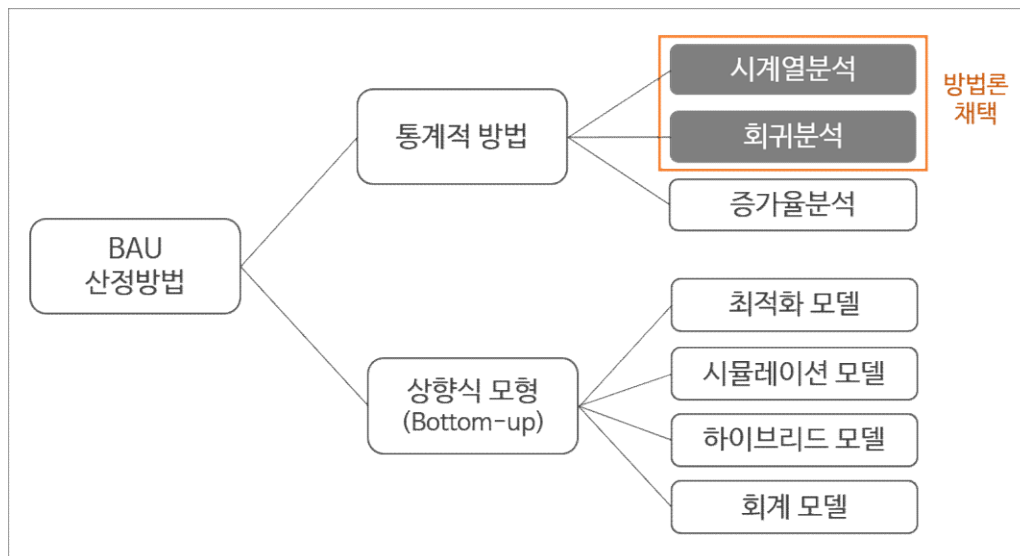 BAU
산정방법
통계적 방법
시계열분석
회귀분석
증가율분석
방법론
채택
상향식 모형
(Bottom-up)
최적화 모델
시뮬레이션 모델
하이브리드 모델
회계 모델